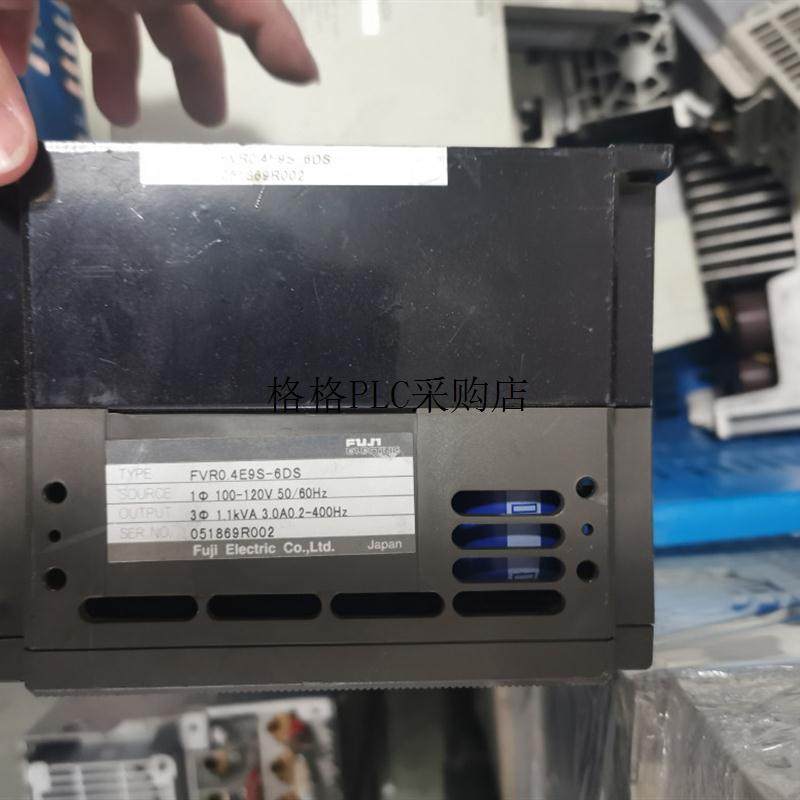 FVR0.4E9S-6DS
051869R002
格格PLC采购店
FUJI
ELECTRIC
TYPE FVR0.4E9S-6DS
SOURCE 1Φ 100-120V 50/60Hz
OUTPUT 3Φ 1.1kVA 3.0A0.2-400Hz
SER.NO. 051869R002
Fuji Electric Co.,Ltd. Japan